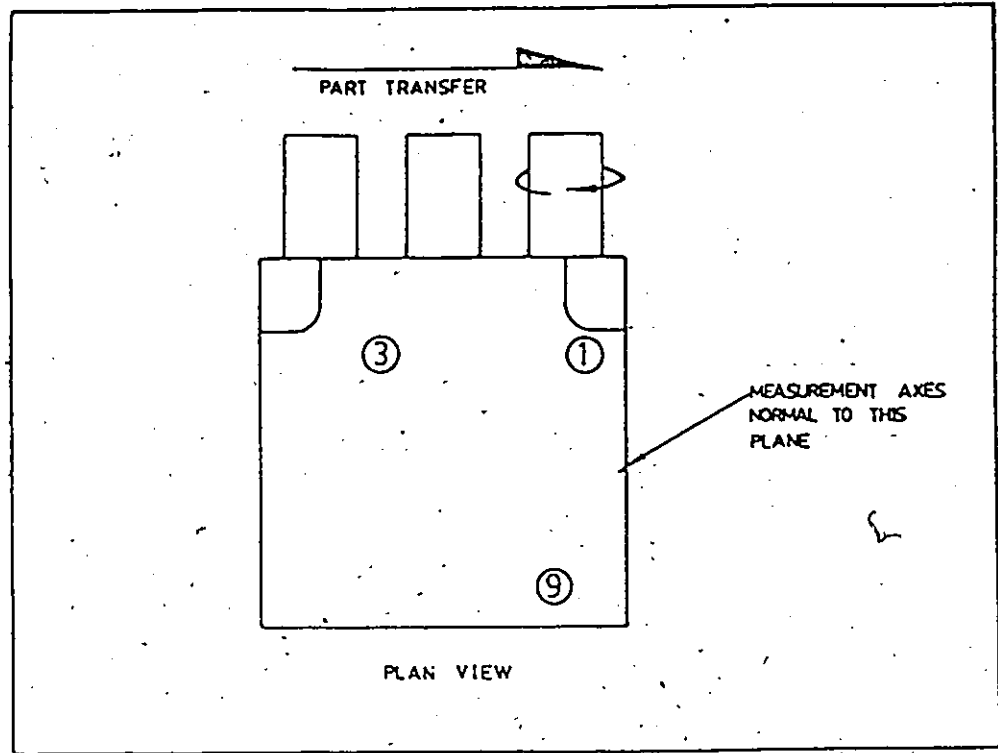 PART TRANSFER
③ ①
MEASUREMENT AXES
NORMAL TO THIS
PLANE
⑨
PLAN VIEW